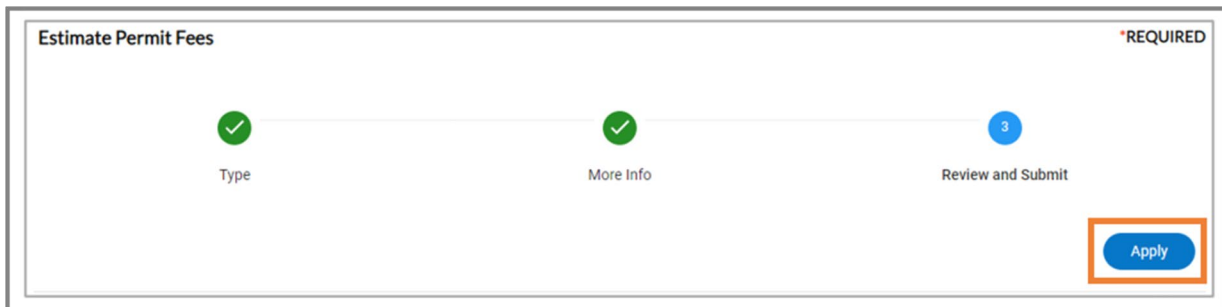 Estimate Permit Fees
*REQUIRED
3
Type
More Info
Review and Submit
Apply